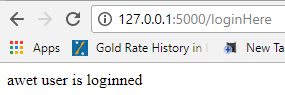 127.0.0.1:5000/loginHere
Apps Gold Rate History in New Ta
awet user is loginned